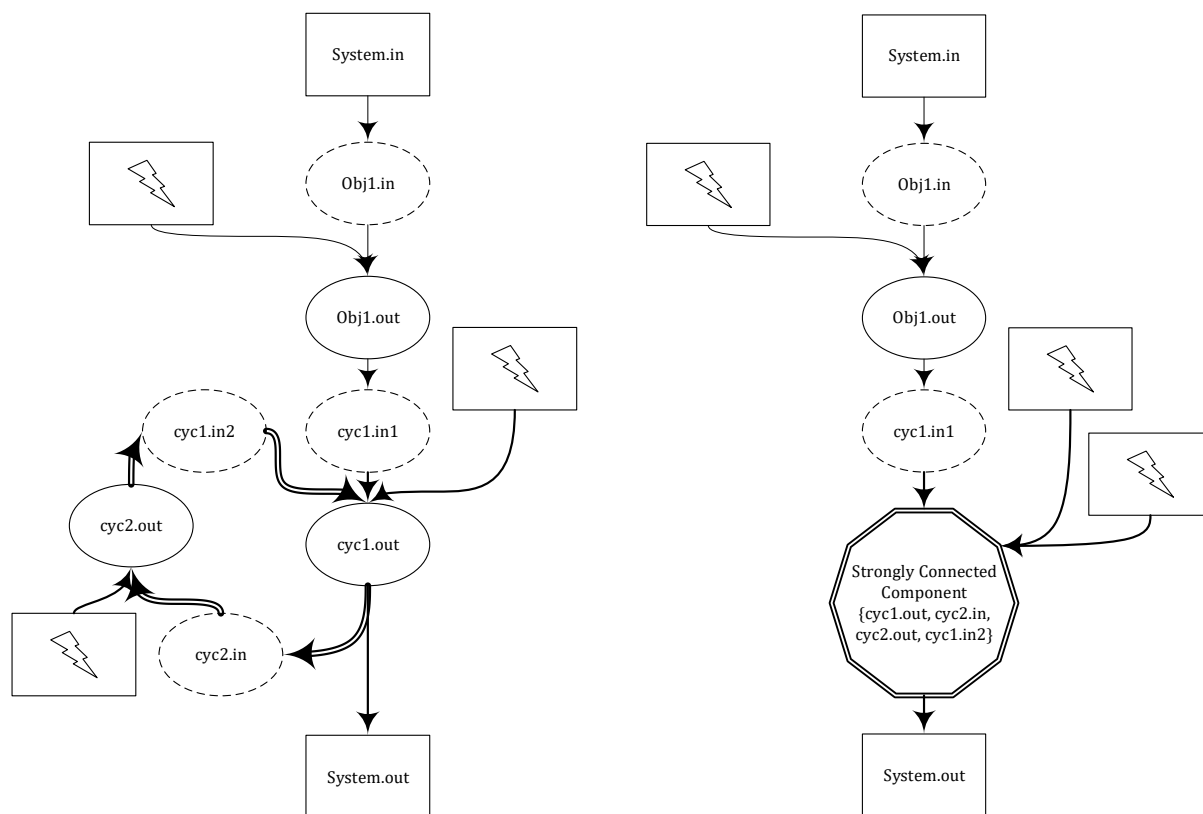 System.in
Obj1.in
Obj1.out
cyc1.in2
cyc1.in1
cyc2.out
cyc1.out
cyc2.in
System.out
System.in
Obj1.in
Obj1.out
cyc1.in1
Strongly Connected
Component
{cyc1.out, cyc2.in,
cyc2.out, cyc1.in2}
System.out